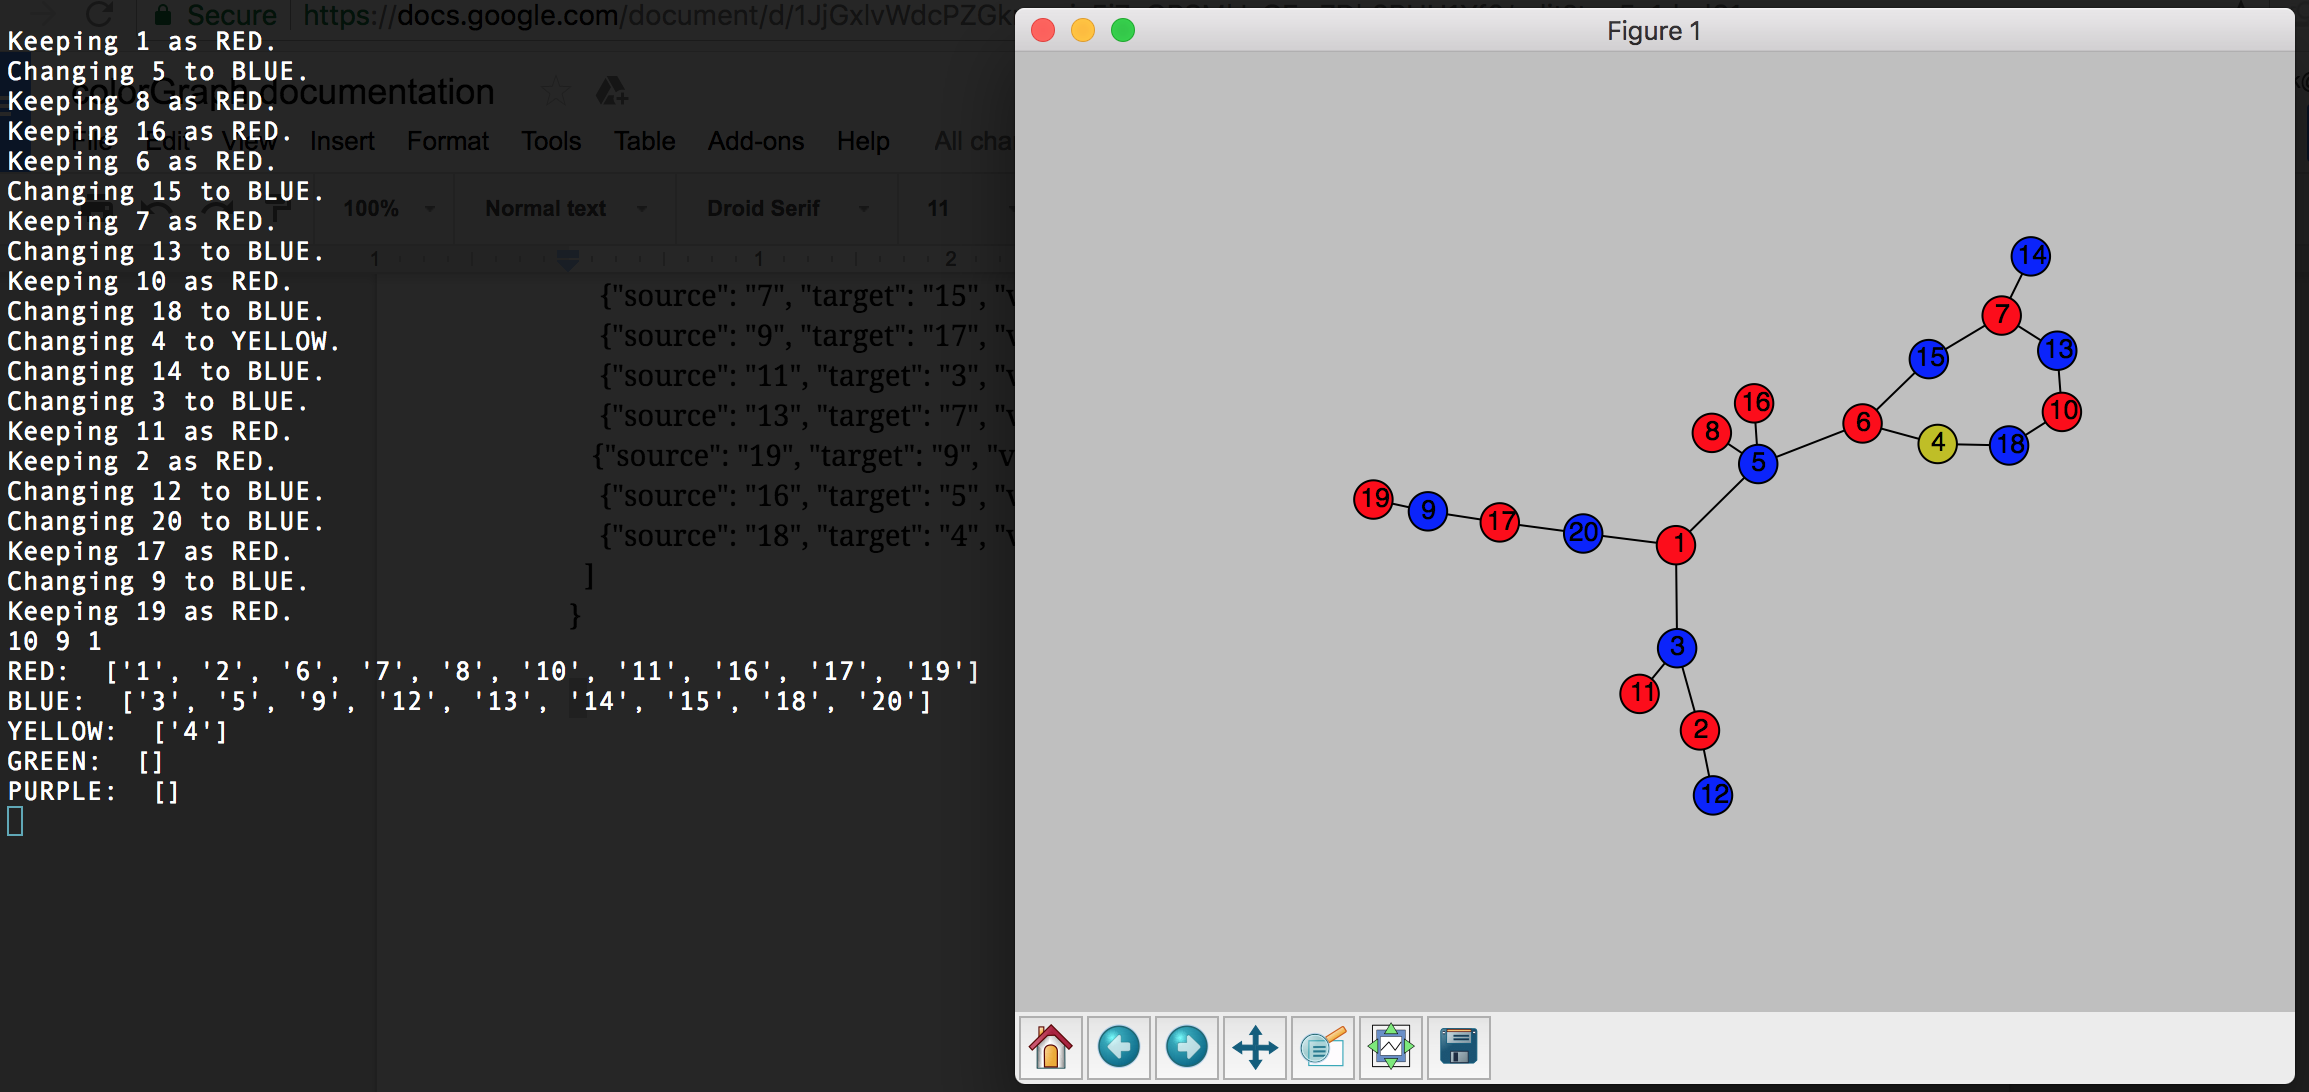 Secure https://docs.google.com/document/d/1JjGxlvWdcPZGk
Keeping 1 as RED.
Changing 5 to BLUE.
Keeping 8 as RED.
Keeping 16 as RED.
Keeping 6 as RED.
Changing 15 to BLUE.
Keeping 7 as RED.
Changing 13 to BLUE.
Keeping 10 as RED.
Changing 18 to BLUE.
Changing 4 to YELLOW.
Changing 14 to BLUE.
Changing 3 to BLUE.
Keeping 11 as RED.
Keeping 2 as RED.
Changing 12 to BLUE.
Changing 20 to BLUE.
Keeping 17 as RED.
Changing 9 to BLUE.
Keeping 19 as RED.
10 9 1
RED:  ['1', '2', '6', '7', '8', '10', '11', '16', '17', '19']
BLUE:  ['3', '5', '9', '12', '13', '14', '15', '18', '20']
YELLOW:  ['4']
GREEN:  []
PURPLE:  []
colorGraph documentation
File Edit View Insert Format Tools Table Add-ons Help All cha
100% Normal text Droid Serif 11
1 1 2
{"source": "7", "target": "15", "v
{"source": "9", "target": "17", "v
{"source": "11", "target": "3", "v
{"source": "13", "target": "7", "v
{"source": "19", "target": "9", "v
{"source": "16", "target": "5", "v
{"source": "18", "target": "4", "v
]
}
Figure 1
14
7
13
15
16
10
6
8
4
18
5
19
9
17
20
1
3
11
2
12